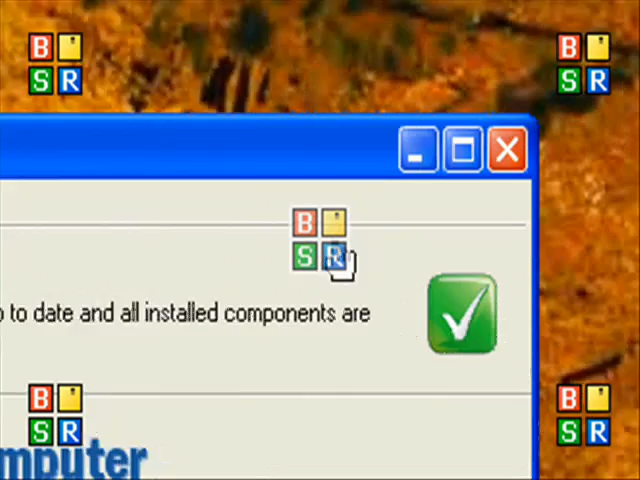 B ' B '
S R S R
B '
S R
to date and all installed components are
B ' B '
S R S R
mputer